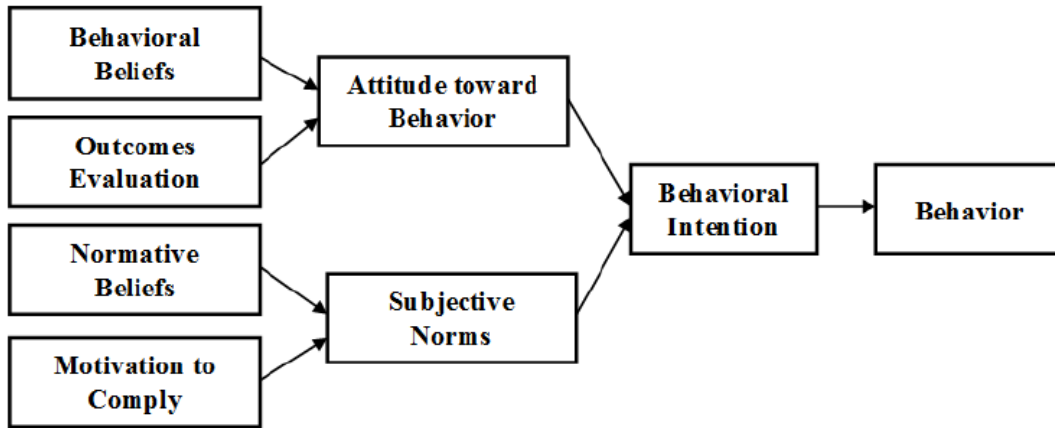 Behavioral
Beliefs
Outcomes
Evaluation
Normative
Beliefs
Motivation to
Comply
Attitude toward
Behavior
Subjective
Norms
Behavioral
Intention
Behavior